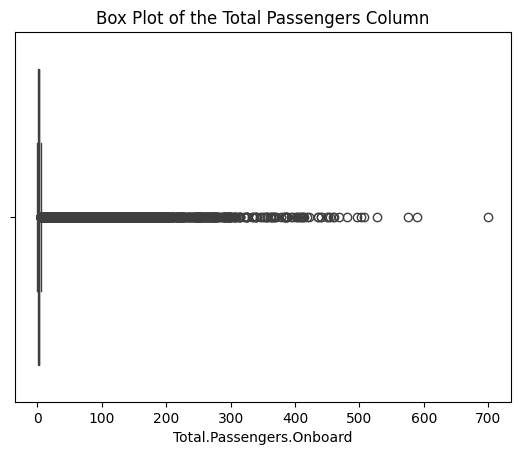 Box Plot of the Total Passengers Column
0 100 200 300 400 500 600 700
Total.Passengers.Onboard